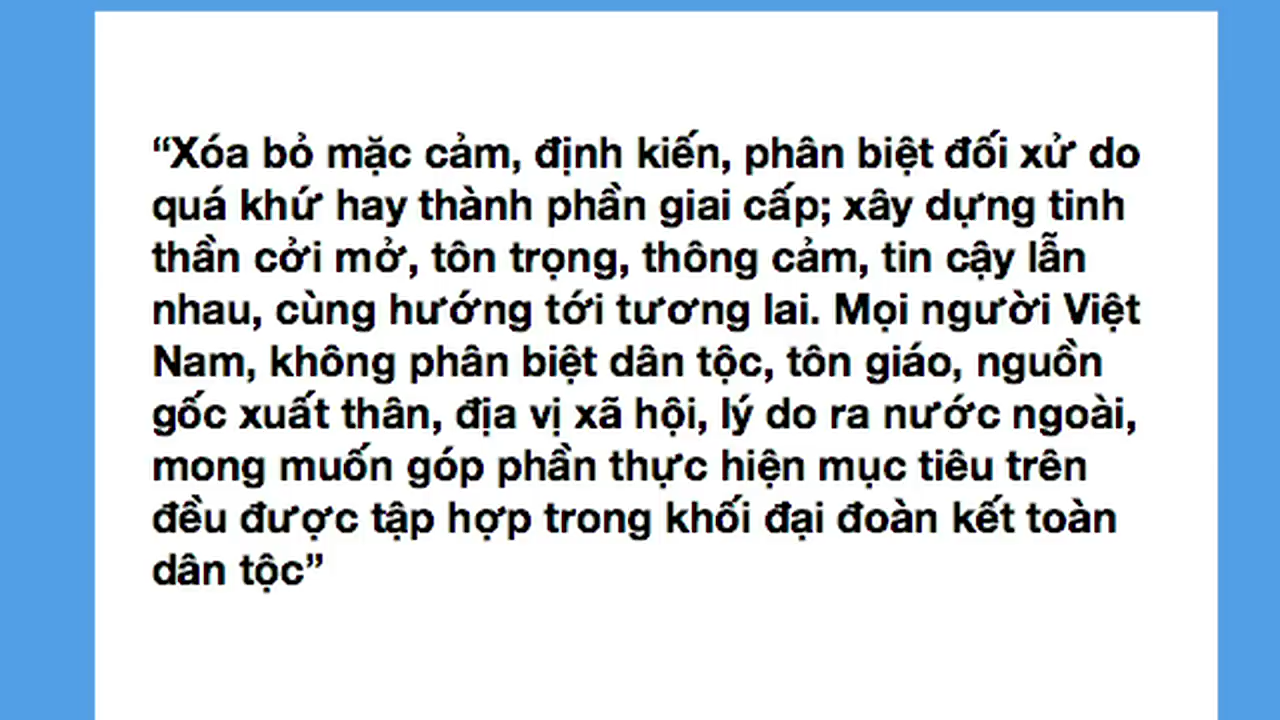 “Xóa bỏ mặc cảm, định kiến, phân biệt đối xử do
quá khứ hay thành phần giai cấp; xây dựng tinh
thần cởi mở, tôn trọng, thông cảm, tin cậy lẫn
nhau, cùng hướng tới tương lai. Mọi người Việt
Nam, không phân biệt dân tộc, tôn giáo, nguồn
gốc xuất thân, địa vị xã hội, lý do ra nước ngoài,
mong muốn góp phần thực hiện mục tiêu trên
đều được tập hợp trong khối đại đoàn kết toàn
dân tộc”